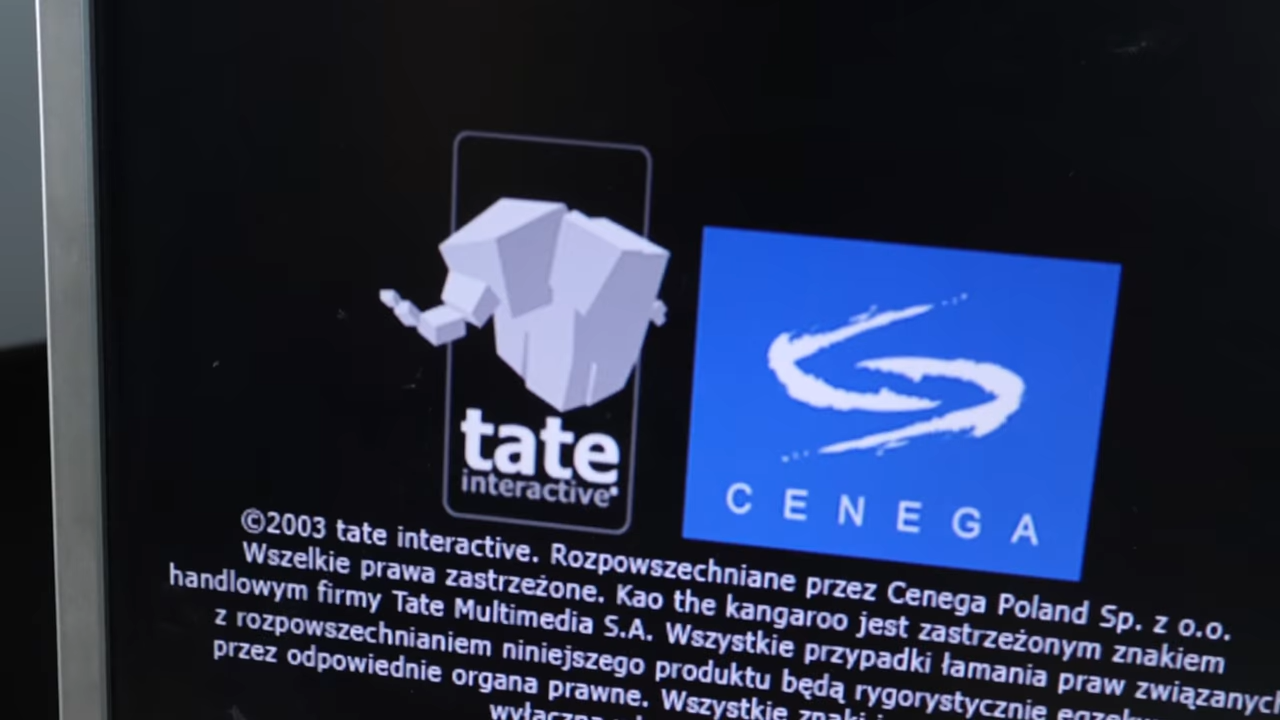 tate
interactive
CENEGA
©2003 tate interactive. Rozpowszechniane przez Cenega Poland Sp. z o.o.
Wszelkie prawa zastrzeżone. Kao the kangaroo jest zastrzeżonym znakiem
handlowym firmy Tate Multimedia S.A. Wszystkie przypadki łamania praw
z rozpowszechnianiem niniejszego produktu będą rygorystycznie
przez odpowiednie organa prawne. Wszystkie znaki